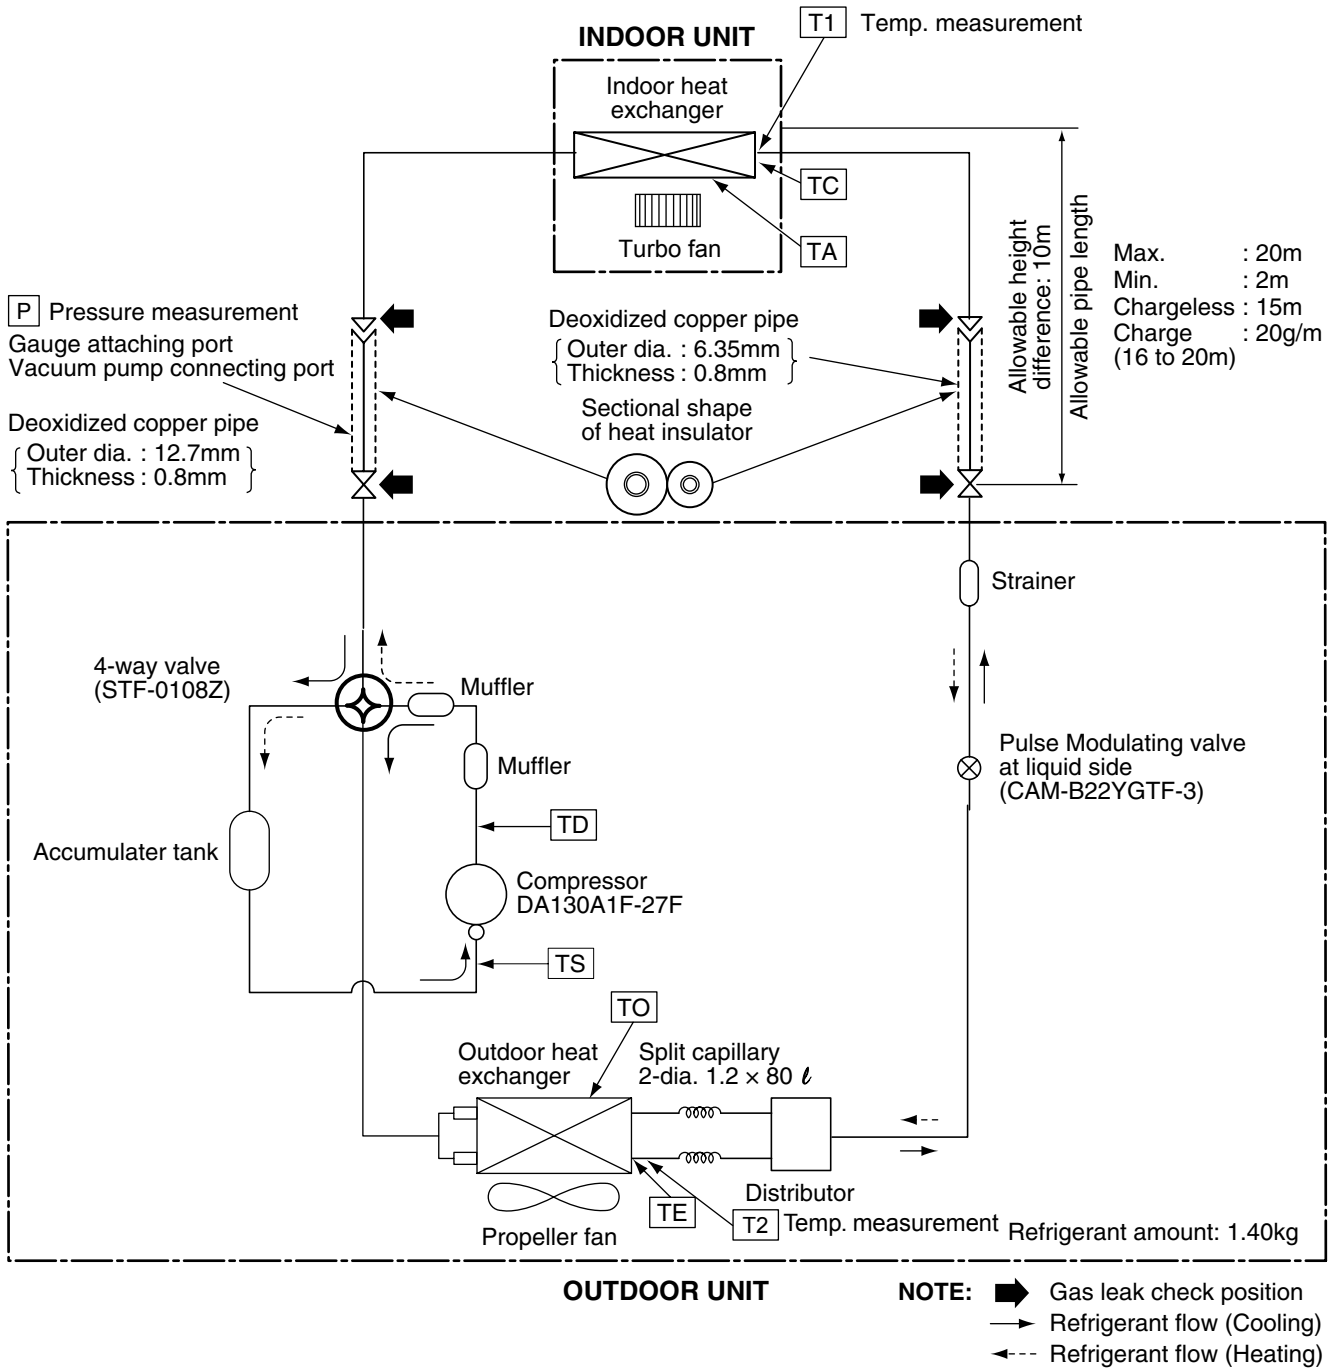 T1 Temp. measurement
INDOOR UNIT
Indoor heat
exchanger
TC
Turbo fan
TA
Allowable height
difference: 10m
Allowable pipe length
Max. : 20m
Min. : 2m
Chargeless : 15m
Charge : 20g/m
(16 to 20m)
P Pressure measurement
Gauge attaching port
Vacuum pump connecting port
Deoxidized copper pipe
Outer dia. : 12.7mm
Thickness : 0.8mm
Deoxidized copper pipe
Outer dia. : 6.35mm
Thickness : 0.8mm
Sectional shape
of heat insulator
Strainer
4-way valve
(STF-0108Z)
Muffler
Muffler
Pulse Modulating valve
at liquid side
(CAM-B22YGTF-3)
TD
Accumulater tank
Compressor
DA130A1F-27F
TS
TO
Outdoor heat
exchanger
Split capillary
2-dia. 1.2 × 80 ℓ
Distributor
TE
T2 Temp. measurement
Propeller fan
Refrigerant amount: 1.40kg
OUTDOOR UNIT
NOTE: Gas leak check position
Refrigerant flow (Cooling)
Refrigerant flow (Heating)